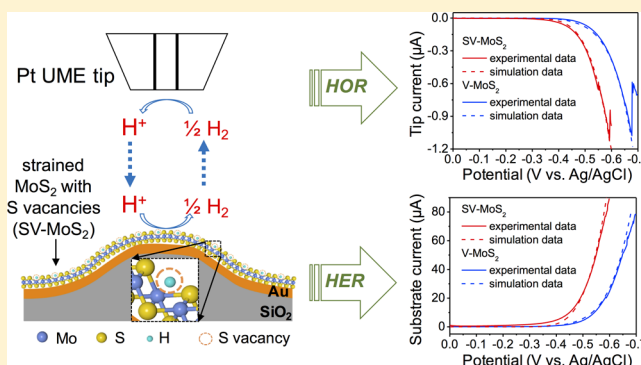 Pt UME tip
H⁺
½ H₂
H⁺
½ H₂
strained
MoS₂ with
S vacancies
(SV-MoS₂)
Au
SiO₂
Mo
S
H
S vacancy
HOR
HER
Tip current (µA)
0.0
-0.3
-0.6
-0.9
-1.2
SV-MoS₂
experimental data
simulation data
V-MoS₂
experimental data
simulation data
0.0 -0.1 -0.2 -0.3 -0.4 -0.5 -0.6 -0.7
Potential (V vs. Ag/AgCl)
Substrate current (µA)
80
60
40
20
0
SV-MoS₂
experimental data
simulation data
V-MoS₂
experimental data
simulation data
0.0 -0.1 -0.2 -0.3 -0.4 -0.5 -0.6 -0.7
Potential (V vs. Ag/AgCl)